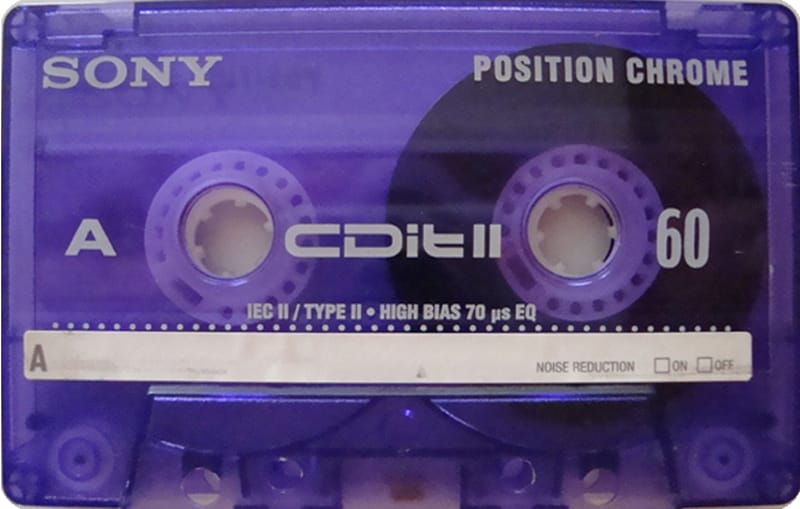 SONY
POSITION CHROME
A
CDit II
60
IEC II / TYPE II • HIGH BIAS 70 µs EQ
A
NOISE REDUCTION ☐ ON ☐ OFF